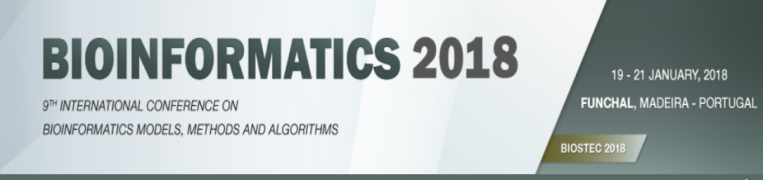 BIOINFORMATICS 2018
9TH INTERNATIONAL CONFERENCE ON
BIOINFORMATICS MODELS, METHODS AND ALGORITHMS
19 - 21 JANUARY, 2018
FUNCHAL, MADEIRA - PORTUGAL
BIOSTEC 2018